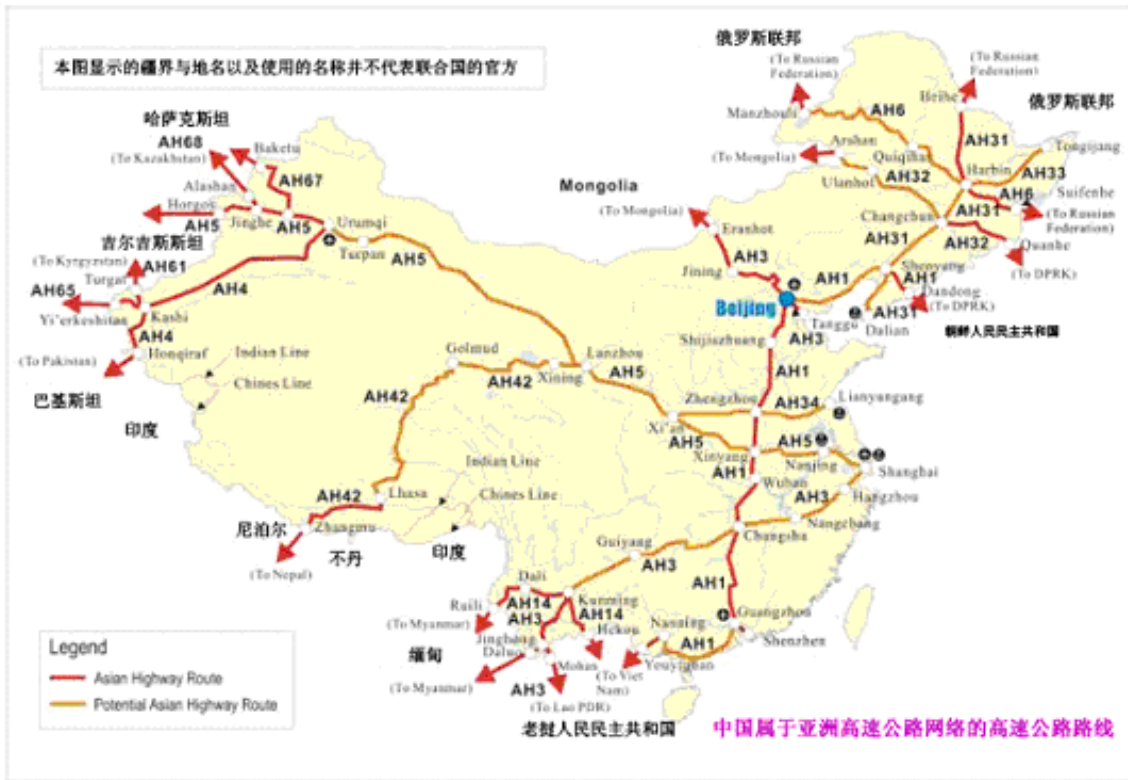 本图显示的疆界与地名以及使用的名称并不代表联合国的官方
俄罗斯联邦
(To Russian
Federation)
(To Russian
Federation)
俄罗斯联邦
Manzhouli
AH6
Beihe
哈萨克斯坦
AH68
(To Kazakhstan)
Baketu
Arshan
Quiqihan
AH31
Tongijang
(To Mongolia)
AH32
Harbin
AH33
Alashan
AH67
Mongolia
Ulanhot
AH6
Suifenhe
Horgos
(To Mongolia)
Changchun
AH31
(To Russian
Federation)
AH5
Jinghe
AH5
Urumqi
Eranhot
AH31
AH32
Quanhe
吉尔吉斯斯坦
Turpan
AH5
AH3
Shenyang
(To DPRK)
(To Kyrgyzstan)
AH61
Turgat
Jining
AH1
AH1
Dandong
(To DPRK)
AH65
AH4
Beijing
AH31
Yi'erkeshitan
Kashi
Tanggu
Dalian
朝鲜人民民主共和国
AH4
Shijiazhuang
AH3
(To Pakistan)
Honqiraf
Indian Line
Golmud
Lanzhou
巴基斯坦
Chines Line
AH42
Xining
AH5
AH1
印度
AH42
Zhengzhou
AH34
Lianyungang
Xi'an
AH5
Xinyang
AH5
Nanjing
Shanghai
Indian Line
AH1
Wuhan
AH42
Lhasa
Chines Line
AH3
Hangzhou
尼泊尔
Zhangmu
Changsha
Nangchang
不丹
印度
Guiyang
AH3
(To Nepal)
Dali
AH1
Ruili
AH14
Kunming
(To Myanmar)
AH3
AH14
Nanning
Guangzhou
Jinghong
Hekou
AH1
Shenzhen
缅甸
Daluo
Mohan
Youyiguan
(To Myanmar)
AH3
(To Viet
Nam)
(To Lao PDR)
老挝人民民主共和国
Legend
Asian Highway Route
Potential Asian Highway Route
中国属于亚洲高速公路网络的高速公路路线